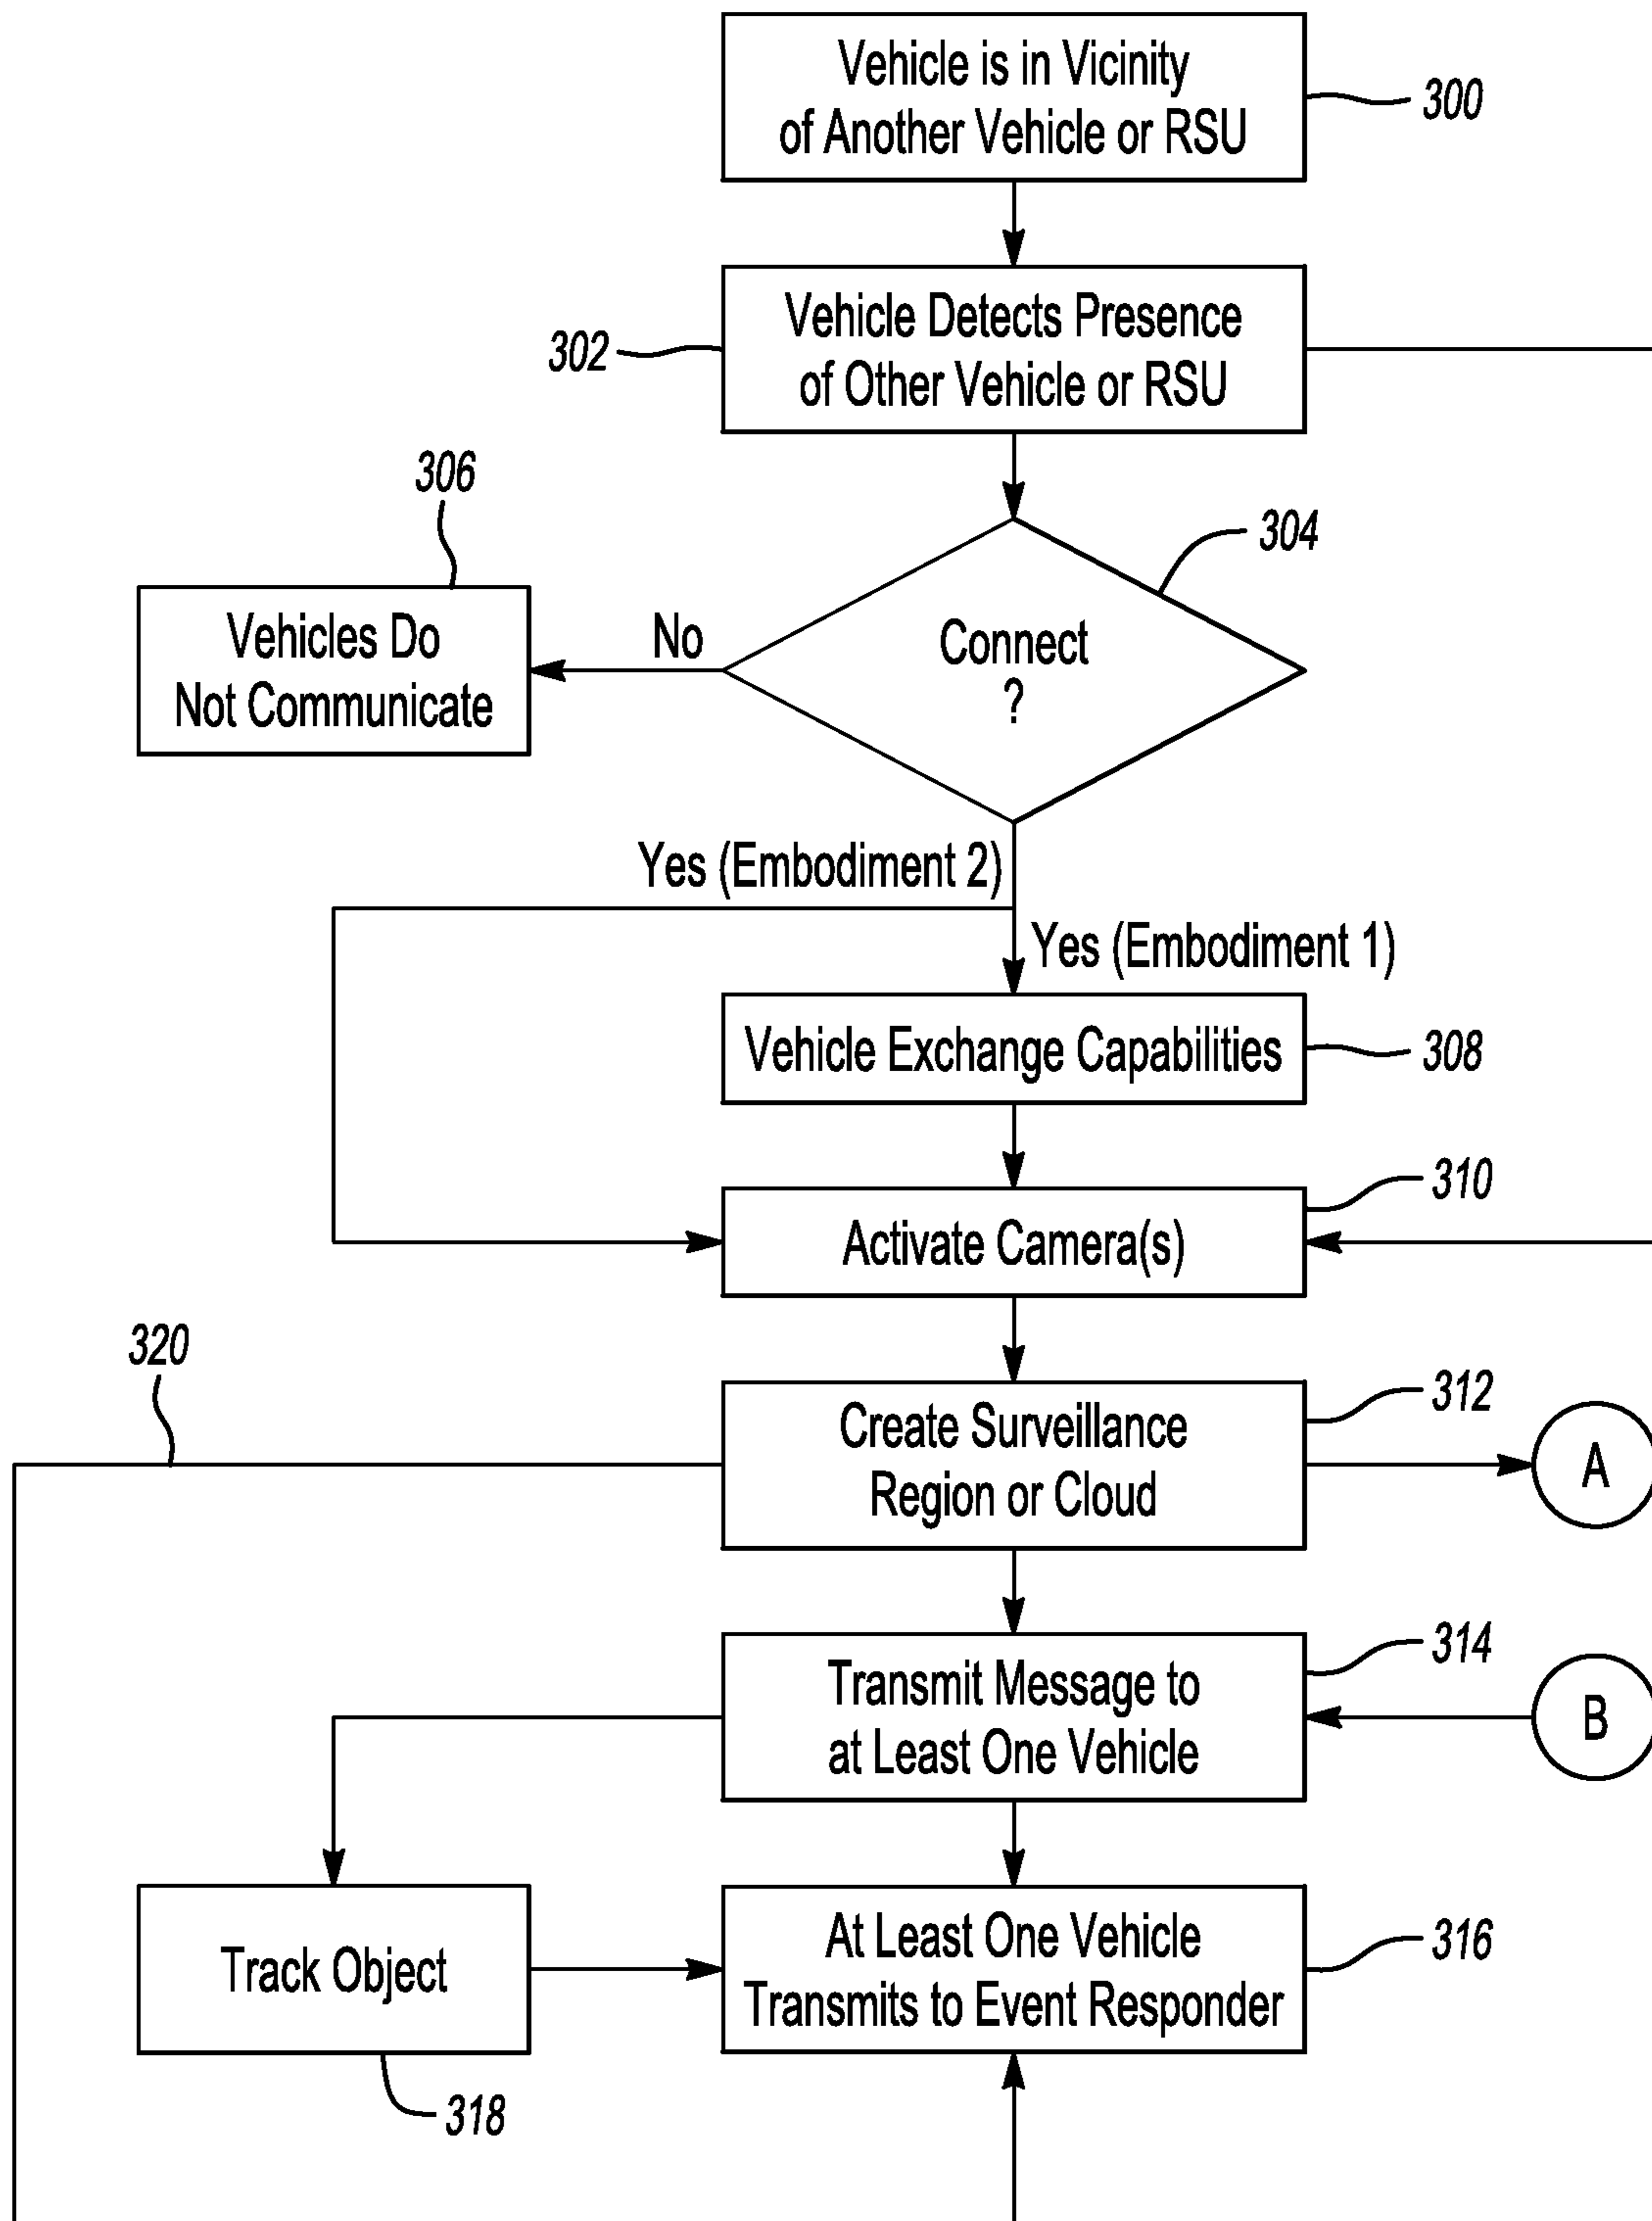 Vehicle is in Vicinity
of Another Vehicle or RSU
300
Vehicle Detects Presence
of Other Vehicle or RSU
302
306
304
Vehicles Do
Not Communicate
No
Connect
?
Yes (Embodiment 2)
Yes (Embodiment 1)
Vehicle Exchange Capabilities
308
310
Activate Camera(s)
320
312
Create Surveillance
Region or Cloud
A
314
Transmit Message to
at Least One Vehicle
B
Track Object
At Least One Vehicle
Transmits to Event Responder
316
318